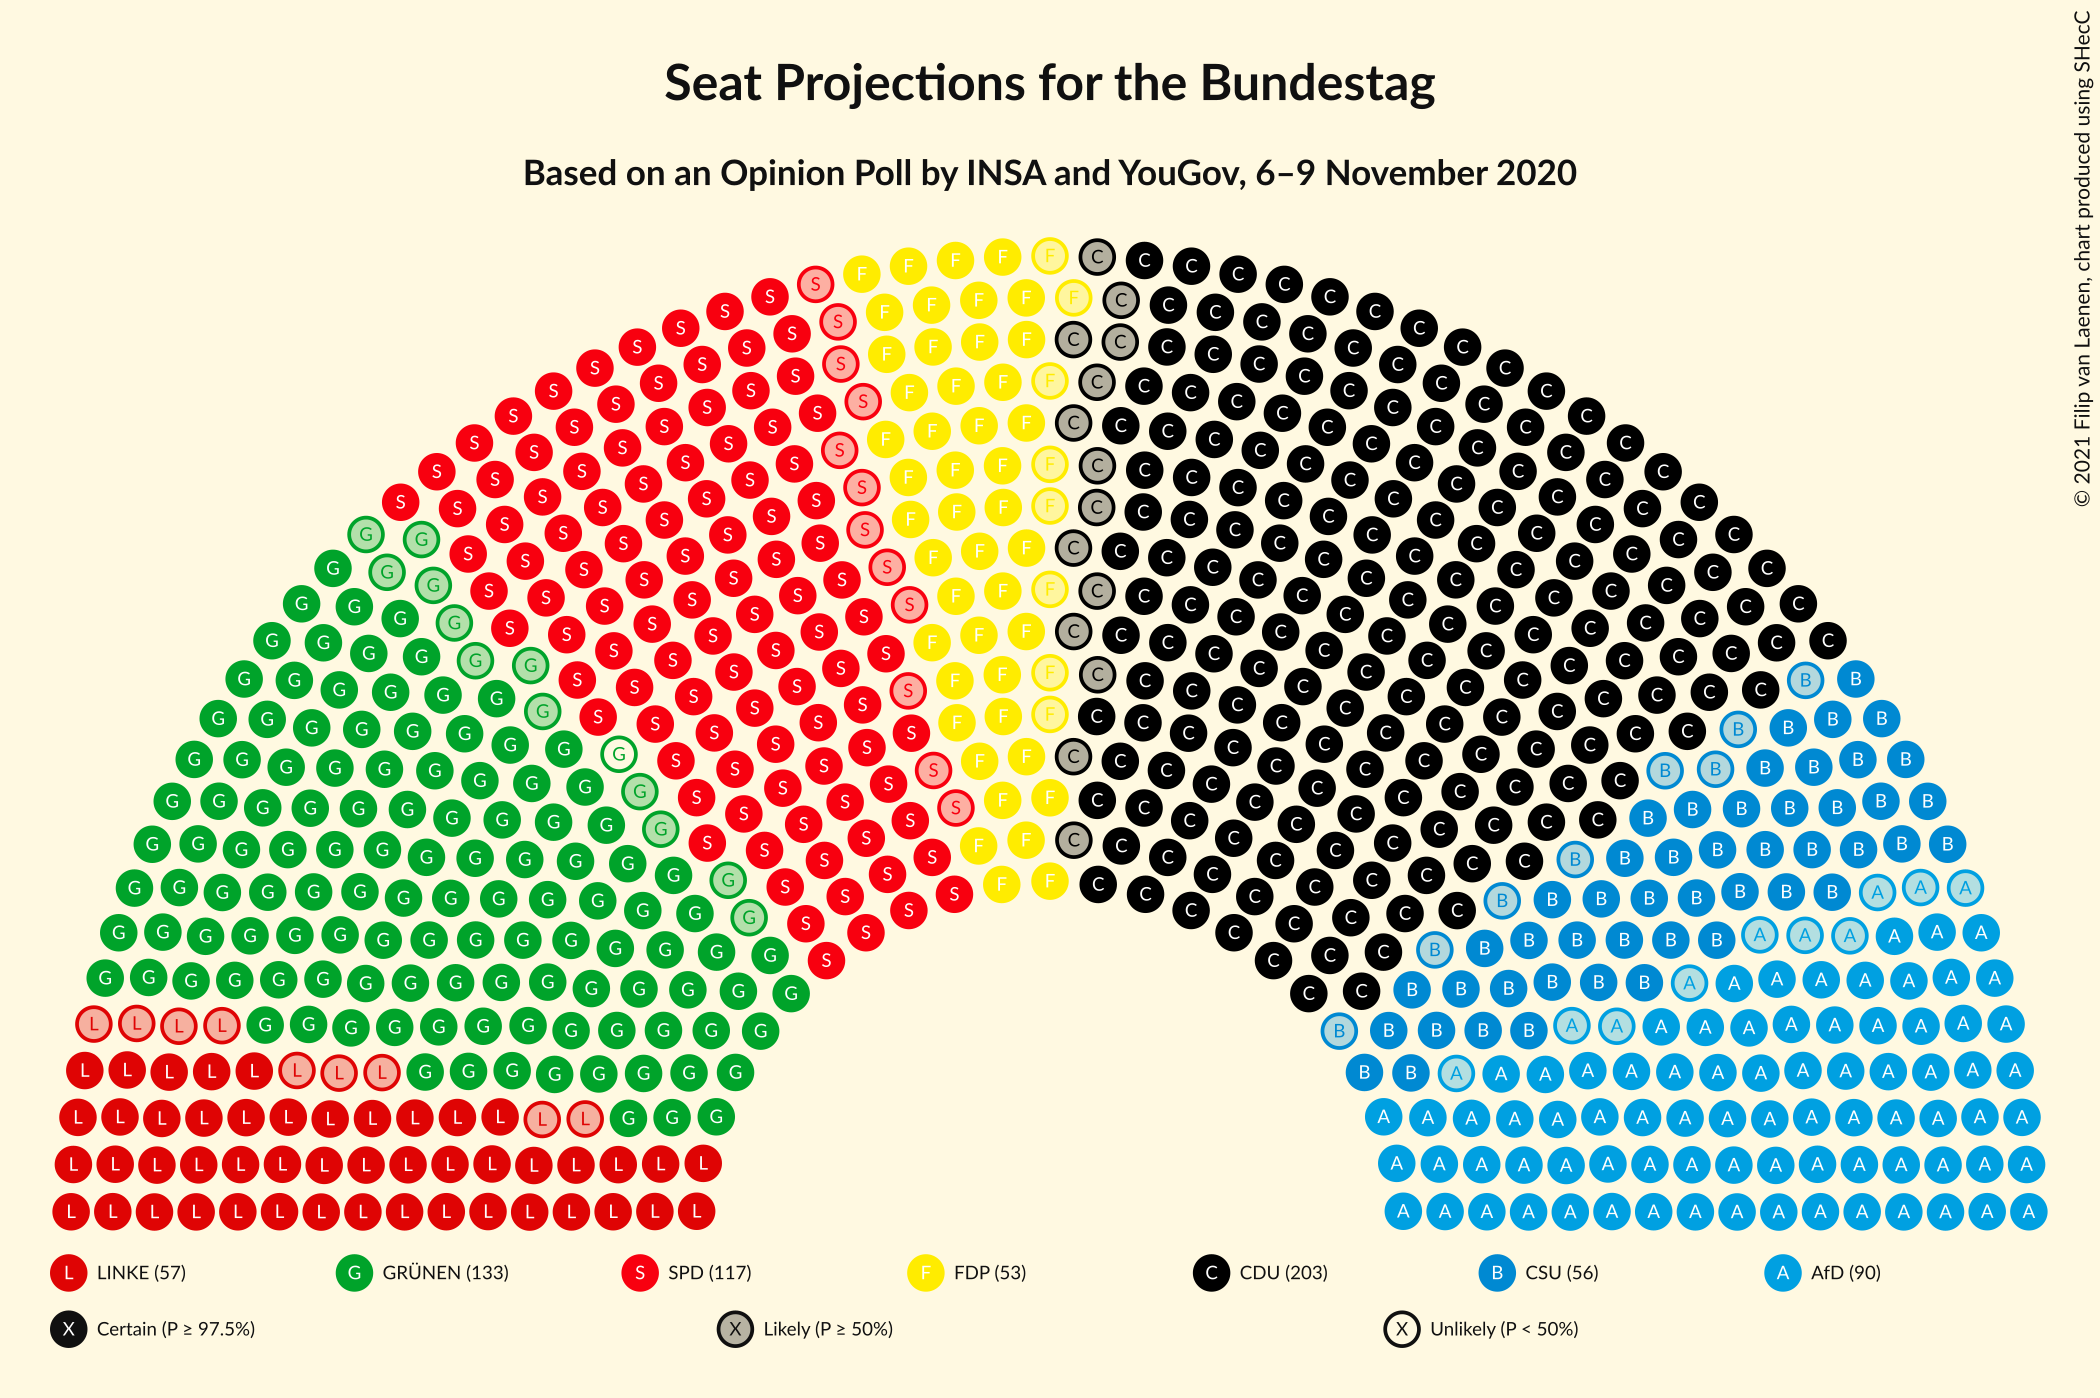 Seat Projections for the Bundestag
Based on an Opinion Poll by INSA and YouGov, 6–9 November 2020
© 2021 Filip van Laenen, chart produced using SHecC
L LINKE (57) G GRÜNEN (133) S SPD (117) F FDP (53) C CDU (203) B CSU (56) A AfD (90)
X Certain (P ≥ 97.5%) X Likely (P ≥ 50%) X Unlikely (P < 50%)